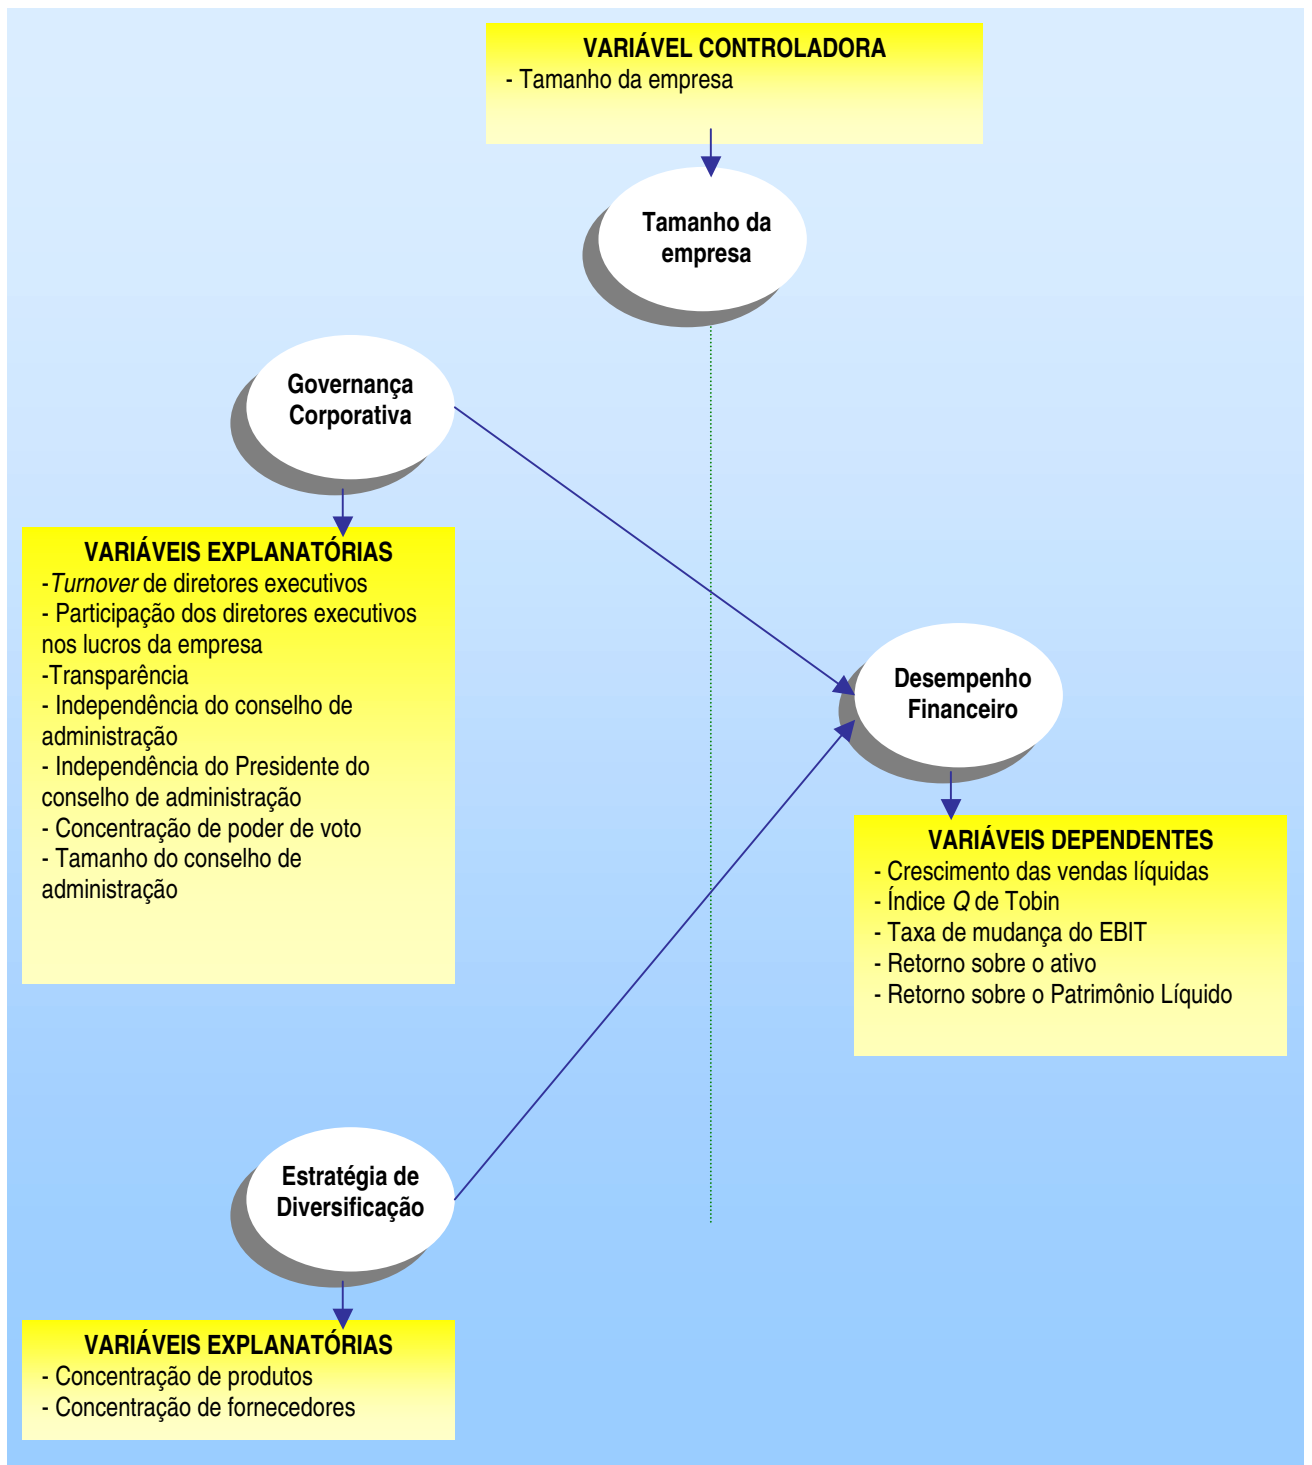 VARIÁVEL CONTROLADORA
- Tamanho da empresa
Tamanho da
empresa
Governança
Corporativa
VARIÁVEIS EXPLANATÓRIAS
-Turnover de diretores executivos
- Participação dos diretores executivos
nos lucros da empresa
-Transparência
- Independência do conselho de
administração
- Independência do Presidente do
conselho de administração
- Concentração de poder de voto
- Tamanho do conselho de
administração
Desempenho
Financeiro
VARIÁVEIS DEPENDENTES
- Crescimento das vendas líquidas
- Índice Q de Tobin
- Taxa de mudança do EBIT
- Retorno sobre o ativo
- Retorno sobre o Patrimônio Líquido
Estratégia de
Diversificação
VARIÁVEIS EXPLANATÓRIAS
- Concentração de produtos
- Concentração de fornecedores